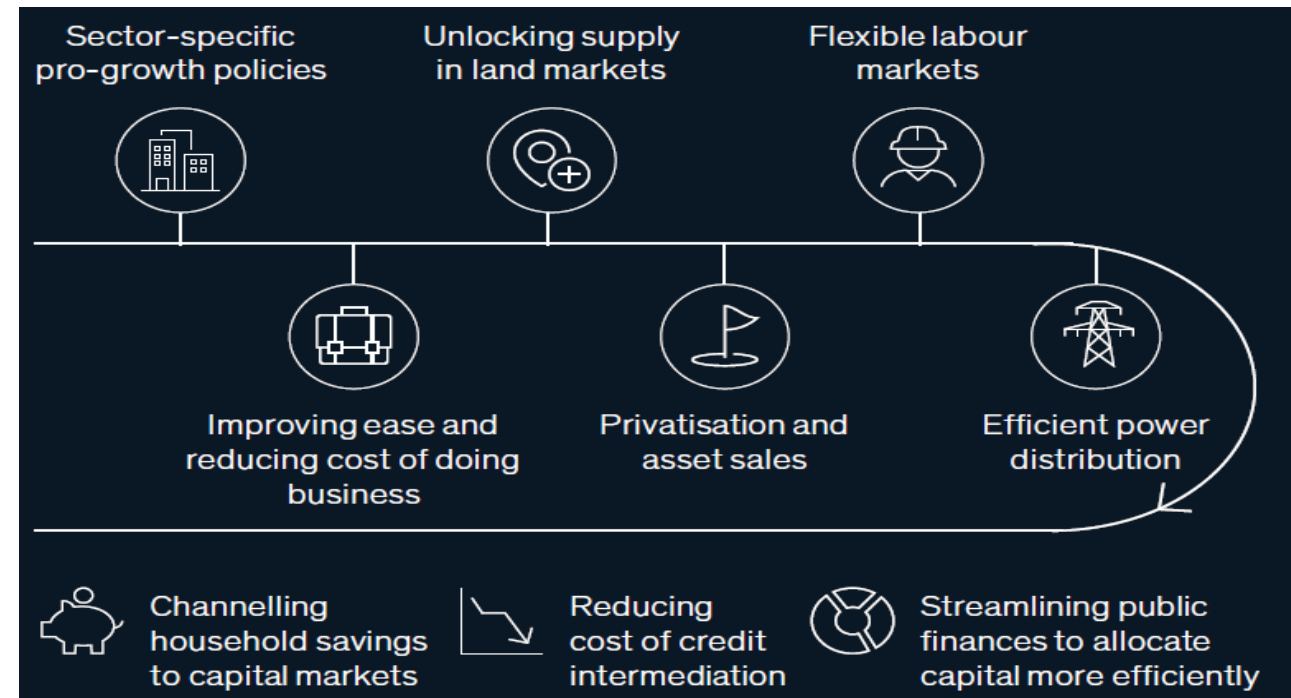 Sector-specific
pro-growth policies
Unlocking supply
in land markets
Flexible labour
markets
Improving ease and
reducing cost of doing
business
Privatisation and
asset sales
Efficient power
distribution
Channelling
household savings
to capital markets
Reducing
cost of credit
intermediation
Streamlining public
finances to allocate
capital more efficiently